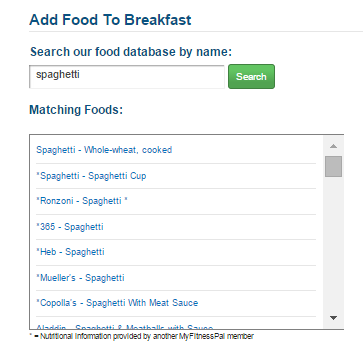 Add Food To Breakfast
Search our food database by name:
spaghetti
Search
Matching Foods:
Spaghetti - Whole-wheat, cooked
*Spaghetti - Spaghetti Cup
*Ronzoni - Spaghetti *
*365 - Spaghetti
*Heb - Spaghetti
*Mueller's - Spaghetti
*Copolla's - Spaghetti With Meat Sauce
Aladdin - Spaghetti & Meatballs with Sauce
* = Nutritional information provided by another MyFitnessPal member